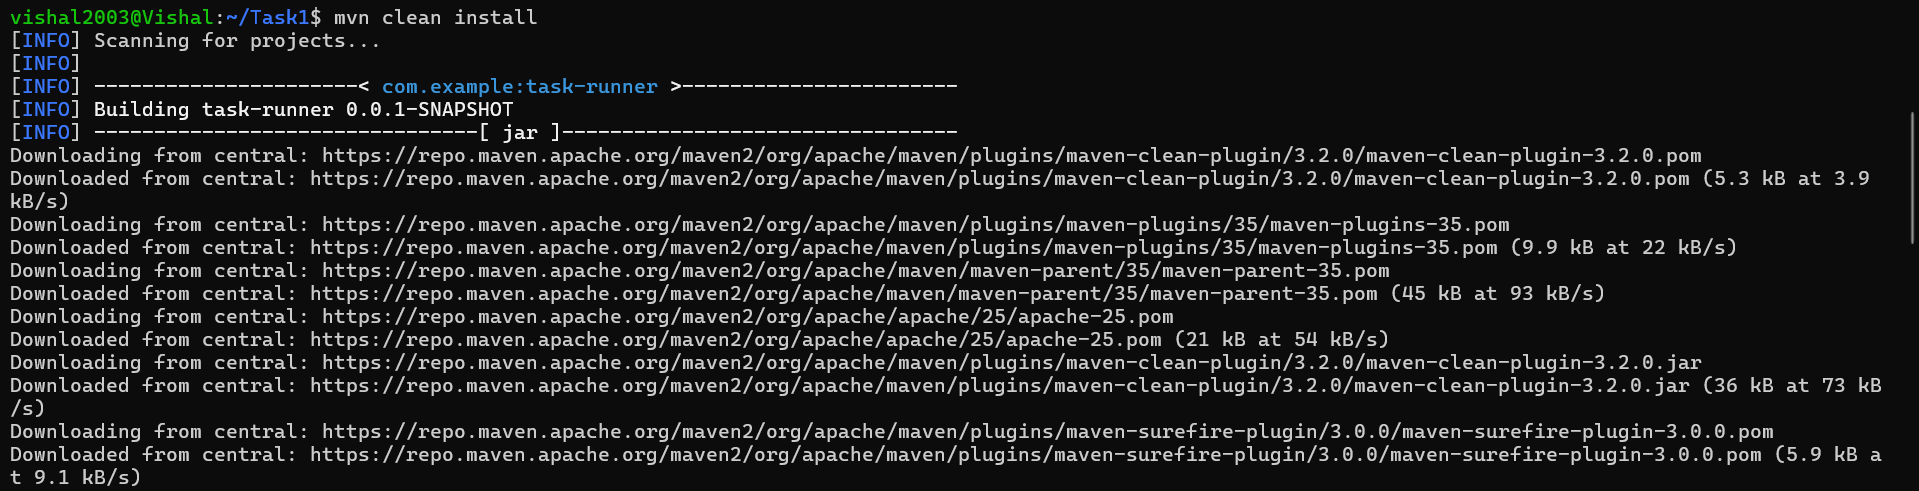 vishal2003@Vishal:~/Task1$ mvn clean install
[INFO] Scanning for projects...
[INFO]
[INFO] ----------------------< com.example:task-runner >-----------------------
[INFO] Building task-runner 0.0.1-SNAPSHOT
[INFO] --------------------------------[ jar ]---------------------------------
Downloading from central: https://repo.maven.apache.org/maven2/org/apache/maven/plugins/maven-clean-plugin/3.2.0/maven-clean-plugin-3.2.0.pom
Downloaded from central: https://repo.maven.apache.org/maven2/org/apache/maven/plugins/maven-clean-plugin/3.2.0/maven-clean-plugin-3.2.0.pom (5.3 kB at 3.9
kB/s)
Downloading from central: https://repo.maven.apache.org/maven2/org/apache/maven/plugins/maven-plugins/35/maven-plugins-35.pom
Downloaded from central: https://repo.maven.apache.org/maven2/org/apache/maven/plugins/maven-plugins/35/maven-plugins-35.pom (9.9 kB at 22 kB/s)
Downloading from central: https://repo.maven.apache.org/maven2/org/apache/maven/maven-parent/35/maven-parent-35.pom
Downloaded from central: https://repo.maven.apache.org/maven2/org/apache/maven/maven-parent/35/maven-parent-35.pom (45 kB at 93 kB/s)
Downloading from central: https://repo.maven.apache.org/maven2/org/apache/apache/25/apache-25.pom
Downloaded from central: https://repo.maven.apache.org/maven2/org/apache/apache/25/apache-25.pom (21 kB at 54 kB/s)
Downloading from central: https://repo.maven.apache.org/maven2/org/apache/maven/plugins/maven-clean-plugin/3.2.0/maven-clean-plugin-3.2.0.jar
Downloaded from central: https://repo.maven.apache.org/maven2/org/apache/maven/plugins/maven-clean-plugin/3.2.0/maven-clean-plugin-3.2.0.jar (36 kB at 73 kB
/s)
Downloading from central: https://repo.maven.apache.org/maven2/org/apache/maven/plugins/maven-surefire-plugin/3.0.0/maven-surefire-plugin-3.0.0.pom
Downloaded from central: https://repo.maven.apache.org/maven2/org/apache/maven/plugins/maven-surefire-plugin/3.0.0/maven-surefire-plugin-3.0.0.pom (5.9 kB a
t 9.1 kB/s)